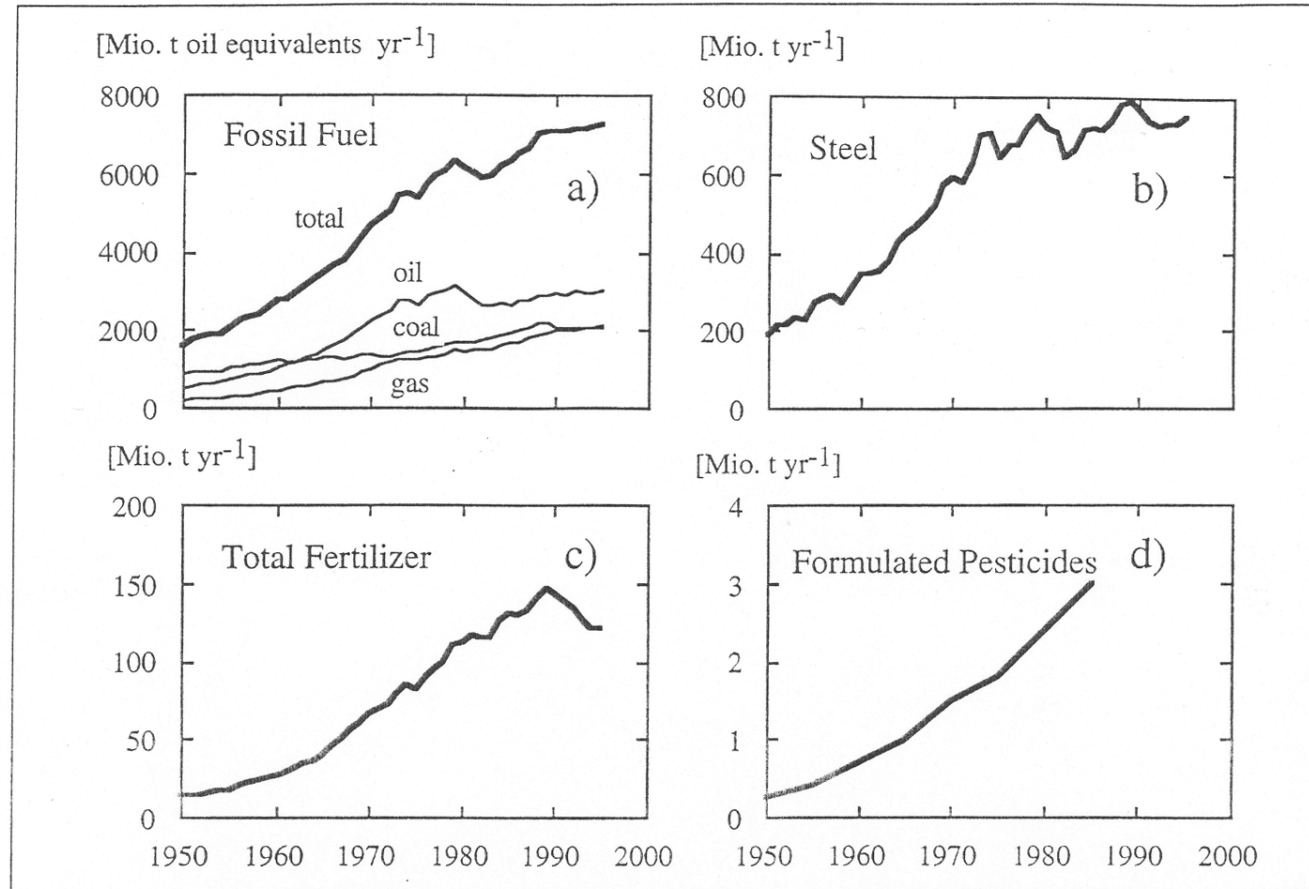 [Mio. t oil equivalents yr-1]
8000
6000
4000
2000
0
Fossil Fuel
a)
total
oil
coal
gas
[Mio. t yr-1]
800
600
400
200
0
Steel
b)
[Mio. t yr-1]
200
150
100
50
0
Total Fertilizer
c)
1950 1960 1970 1980 1990 2000
[Mio. t yr-1]
4
3
2
1
0
Formulated Pesticides
d)
1950 1960 1970 1980 1990 2000